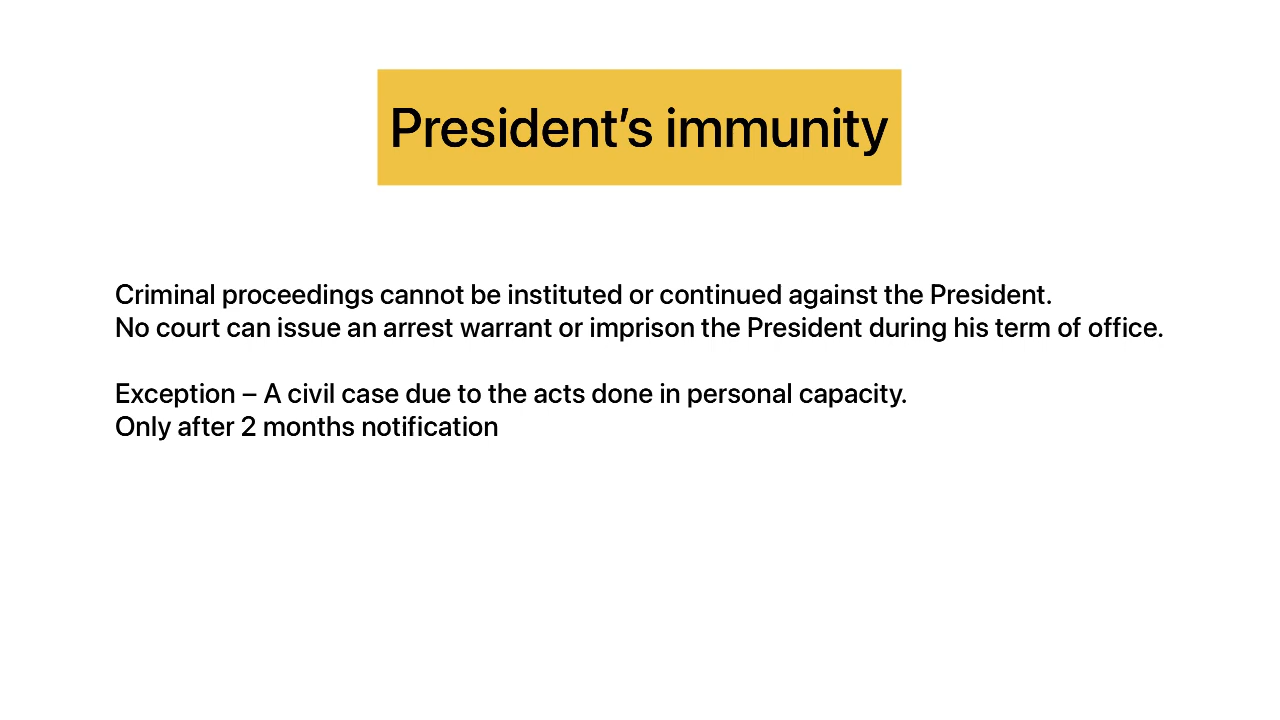 President’s immunity
Criminal proceedings cannot be instituted or continued against the President.
No court can issue an arrest warrant or imprison the President during his term of office.
Exception – A civil case due to the acts done in personal capacity.
Only after 2 months notification